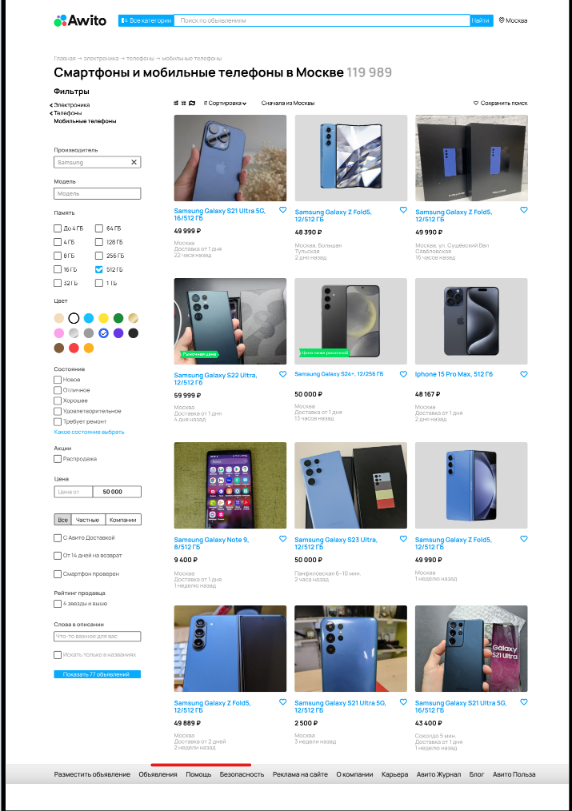 Awito
Все категории
Поиск по объявлениям
Найти
Москва
Главная → электроника → телефоны → мобильные телефоны
Смартфоны и мобильные телефоны в Москве 119 989
Фильтры
Электроника
Телефоны
Мобильные телефоны
Сортировка
Сначала из Москвы
Сохранить поиск
Производитель
Samsung
Модель
Модель
Память
До 4 ГБ
64 ГБ
4 ГБ
128 ГБ
8 ГБ
256 ГБ
16 ГБ
512 ГБ
32 ГБ
1 ТБ
Цвет
Состояние
Новое
Отличное
Хорошее
Удовлетворительное
Требует ремонт
Какое состояние выбрать
Акции
Распродажа
Цена
Цена от
50 000
Все
Частные
Компании
С Авито Доставкой
От 14 дней на возврат
Смартфон проверен
Рейтинг продавца
4 звезды и выше
Слова в описании
Что-то важное для вас
Искать только в названиях
Показать 77 объявлений
Samsung Galaxy S21 Ultra 5G,
16/512 ГБ
49 999 ₽
Москва
Доставка от 1 дня
22 часа назад
Samsung Galaxy Z Fold5,
12/512 ГБ
48 390 ₽
Москва, Большая
Тульская
2 дня назад
Samsung Galaxy Z Fold5,
12/512 ГБ
49 990 ₽
Москва, ул. Сущёвский Вал
Савёловская
16 часов назад
Samsung Galaxy S22 Ultra,
12/512 ГБ
59 999 ₽
Москва
Доставка от 1 дня
4 дня назад
Samsung Galaxy S24+, 12/256 ГБ
50 000 ₽
Москва
Доставка от 1 дня
13 часов назад
Iphone 15 Pro Max, 512 ГБ
48 167 ₽
Москва
Доставка от 1 дня
2 дня назад
Samsung Galaxy Note 9,
8/512 ГБ
9 400 ₽
Москва
Доставка от 1 дня
1 неделю назад
Samsung Galaxy S23 Ultra,
12/512 ГБ
50 000 ₽
Панфиловская 6-10 мин.
2 часа назад
Samsung Galaxy Z Fold5,
12/512 ГБ
49 990 ₽
Москва
1 неделю назад
Galaxy
S21 Ultra
Samsung Galaxy Z Fold5,
12/512 ГБ
49 889 ₽
Москва
Доставка от 2 дней
2 недели назад
Samsung Galaxy S21 Ultra 5G,
12/512 ГБ
2 500 ₽
Москва
3 недели назад
Samsung Galaxy S21 Ultra 5G,
16/512 ГБ
43 400 ₽
Доставка от 1 дня
1 неделю назад
Разместить объявление
Объявления
Помощь
Безопасность
Реклама на сайте
О компании
Карьера
Авито Журнал
Блог
Авито Польза